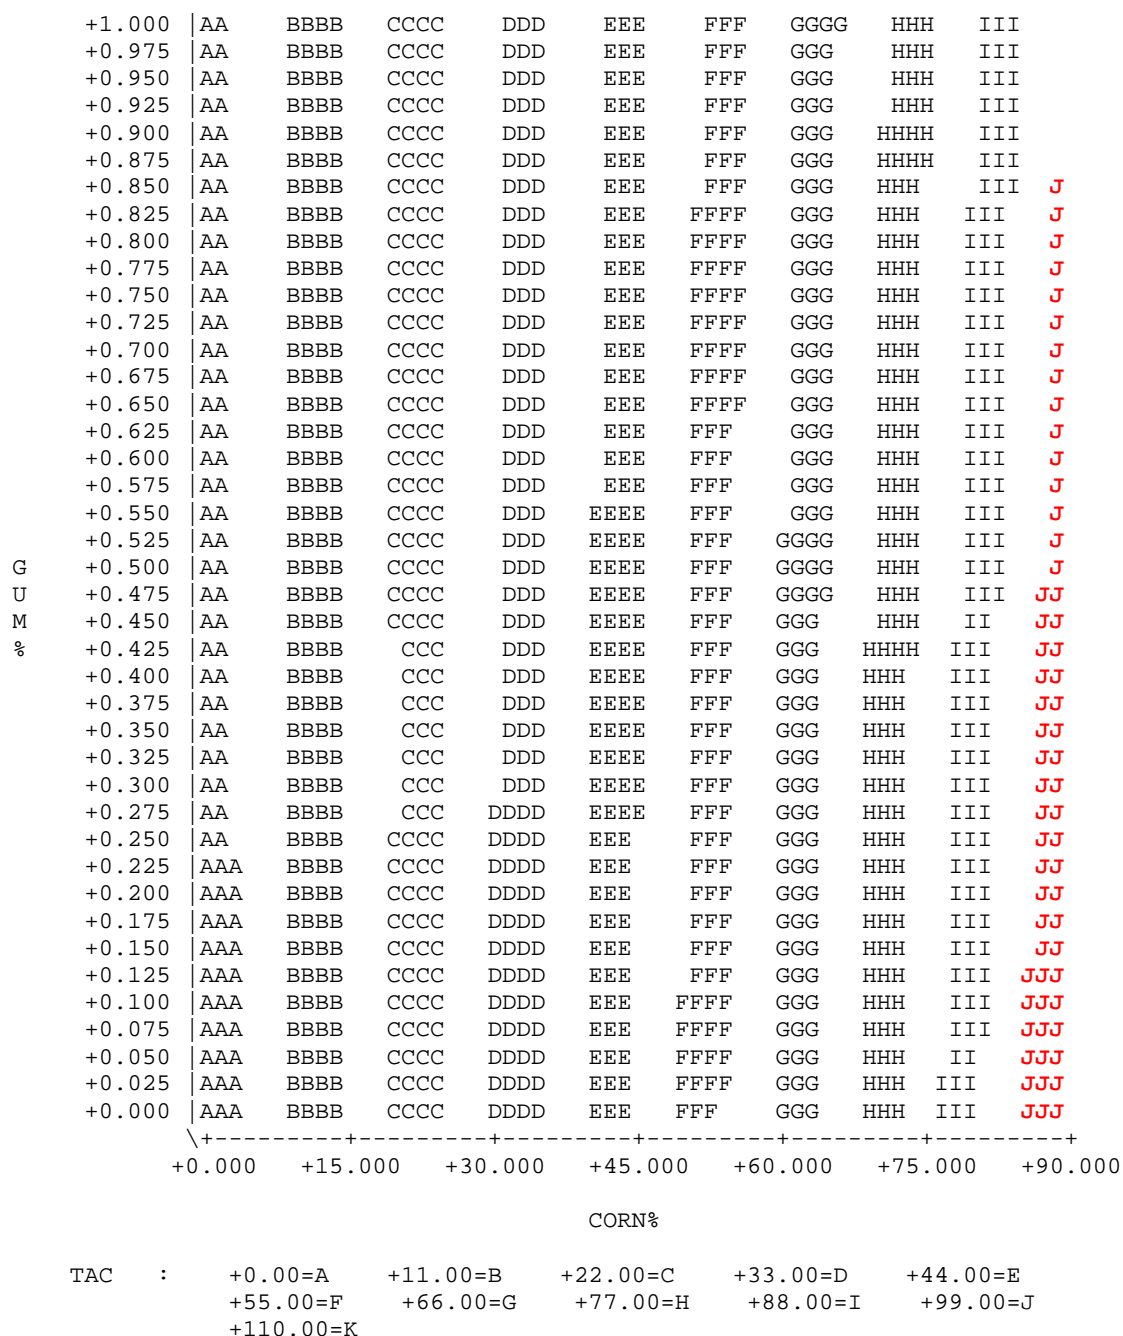 +1.000 |AA    BBBB   CCCC    DDD    EEE    FFF   GGGG   HHH   III
+0.975 |AA    BBBB   CCCC    DDD    EEE    FFF   GGG    HHH   III
+0.950 |AA    BBBB   CCCC    DDD    EEE    FFF   GGG    HHH   III
+0.925 |AA    BBBB   CCCC    DDD    EEE    FFF   GGG    HHH   III
+0.900 |AA    BBBB   CCCC    DDD    EEE    FFF   GGG   HHHH   III
+0.875 |AA    BBBB   CCCC    DDD    EEE    FFF   GGG   HHHH   III
+0.850 |AA    BBBB   CCCC    DDD    EEE    FFF   GGG   HHH    III  J
+0.825 |AA    BBBB   CCCC    DDD    EEE   FFFF   GGG   HHH   III   J
+0.800 |AA    BBBB   CCCC    DDD    EEE   FFFF   GGG   HHH   III   J
+0.775 |AA    BBBB   CCCC    DDD    EEE   FFFF   GGG   HHH   III   J
+0.750 |AA    BBBB   CCCC    DDD    EEE   FFFF   GGG   HHH   III   J
+0.725 |AA    BBBB   CCCC    DDD    EEE   FFFF   GGG   HHH   III   J
+0.700 |AA    BBBB   CCCC    DDD    EEE   FFFF   GGG   HHH   III   J
+0.675 |AA    BBBB   CCCC    DDD    EEE   FFFF   GGG   HHH   III   J
+0.650 |AA    BBBB   CCCC    DDD    EEE   FFFF   GGG   HHH   III   J
+0.625 |AA    BBBB   CCCC    DDD    EEE   FFF    GGG   HHH   III   J
+0.600 |AA    BBBB   CCCC    DDD    EEE   FFF    GGG   HHH   III   J
+0.575 |AA    BBBB   CCCC    DDD    EEE   FFF    GGG   HHH   III   J
+0.550 |AA    BBBB   CCCC    DDD   EEEE   FFF    GGG   HHH   III   J
+0.525 |AA    BBBB   CCCC    DDD   EEEE   FFF   GGGG   HHH   III   J
G +0.500 |AA    BBBB   CCCC    DDD   EEEE   FFF   GGGG   HHH   III   J
U +0.475 |AA    BBBB   CCCC    DDD   EEEE   FFF   GGGG   HHH   III  JJ
M +0.450 |AA    BBBB   CCCC    DDD   EEEE   FFF   GGG    HHH   II   JJ
% +0.425 |AA    BBBB    CCC    DDD   EEEE   FFF   GGG   HHHH  III   JJ
+0.400 |AA    BBBB    CCC    DDD   EEEE   FFF   GGG   HHH   III   JJ
+0.375 |AA    BBBB    CCC    DDD   EEEE   FFF   GGG   HHH   III   JJ
+0.350 |AA    BBBB    CCC    DDD   EEEE   FFF   GGG   HHH   III   JJ
+0.325 |AA    BBBB    CCC    DDD   EEEE   FFF   GGG   HHH   III   JJ
+0.300 |AA    BBBB    CCC    DDD   EEEE   FFF   GGG   HHH   III   JJ
+0.275 |AA    BBBB    CCC   DDDD   EEEE   FFF   GGG   HHH   III   JJ
+0.250 |AA    BBBB   CCCC   DDDD   EEE    FFF   GGG   HHH   III   JJ
+0.225 |AAA   BBBB   CCCC   DDDD   EEE    FFF   GGG   HHH   III   JJ
+0.200 |AAA   BBBB   CCCC   DDDD   EEE    FFF   GGG   HHH   III   JJ
+0.175 |AAA   BBBB   CCCC   DDDD   EEE    FFF   GGG   HHH   III   JJ
+0.150 |AAA   BBBB   CCCC   DDDD   EEE    FFF   GGG   HHH   III   JJ
+0.125 |AAA   BBBB   CCCC   DDDD   EEE    FFF   GGG   HHH   III  JJJ
+0.100 |AAA   BBBB   CCCC   DDDD   EEE   FFFF   GGG   HHH   III  JJJ
+0.075 |AAA   BBBB   CCCC   DDDD   EEE   FFFF   GGG   HHH   III  JJJ
+0.050 |AAA   BBBB   CCCC   DDDD   EEE   FFFF   GGG   HHH   II   JJJ
+0.025 |AAA   BBBB   CCCC   DDDD   EEE   FFFF   GGG   HHH  III   JJJ
+0.000 |AAA   BBBB   CCCC   DDDD   EEE   FFF    GGG   HHH  III   JJJ
\+---------+---------+---------+---------+---------+---------+
+0.000   +15.000   +30.000   +45.000   +60.000   +75.000   +90.000
CORN%
TAC   :    +0.00=A    +11.00=B    +22.00=C    +33.00=D    +44.00=E
+55.00=F    +66.00=G    +77.00=H    +88.00=I    +99.00=J
+110.00=K